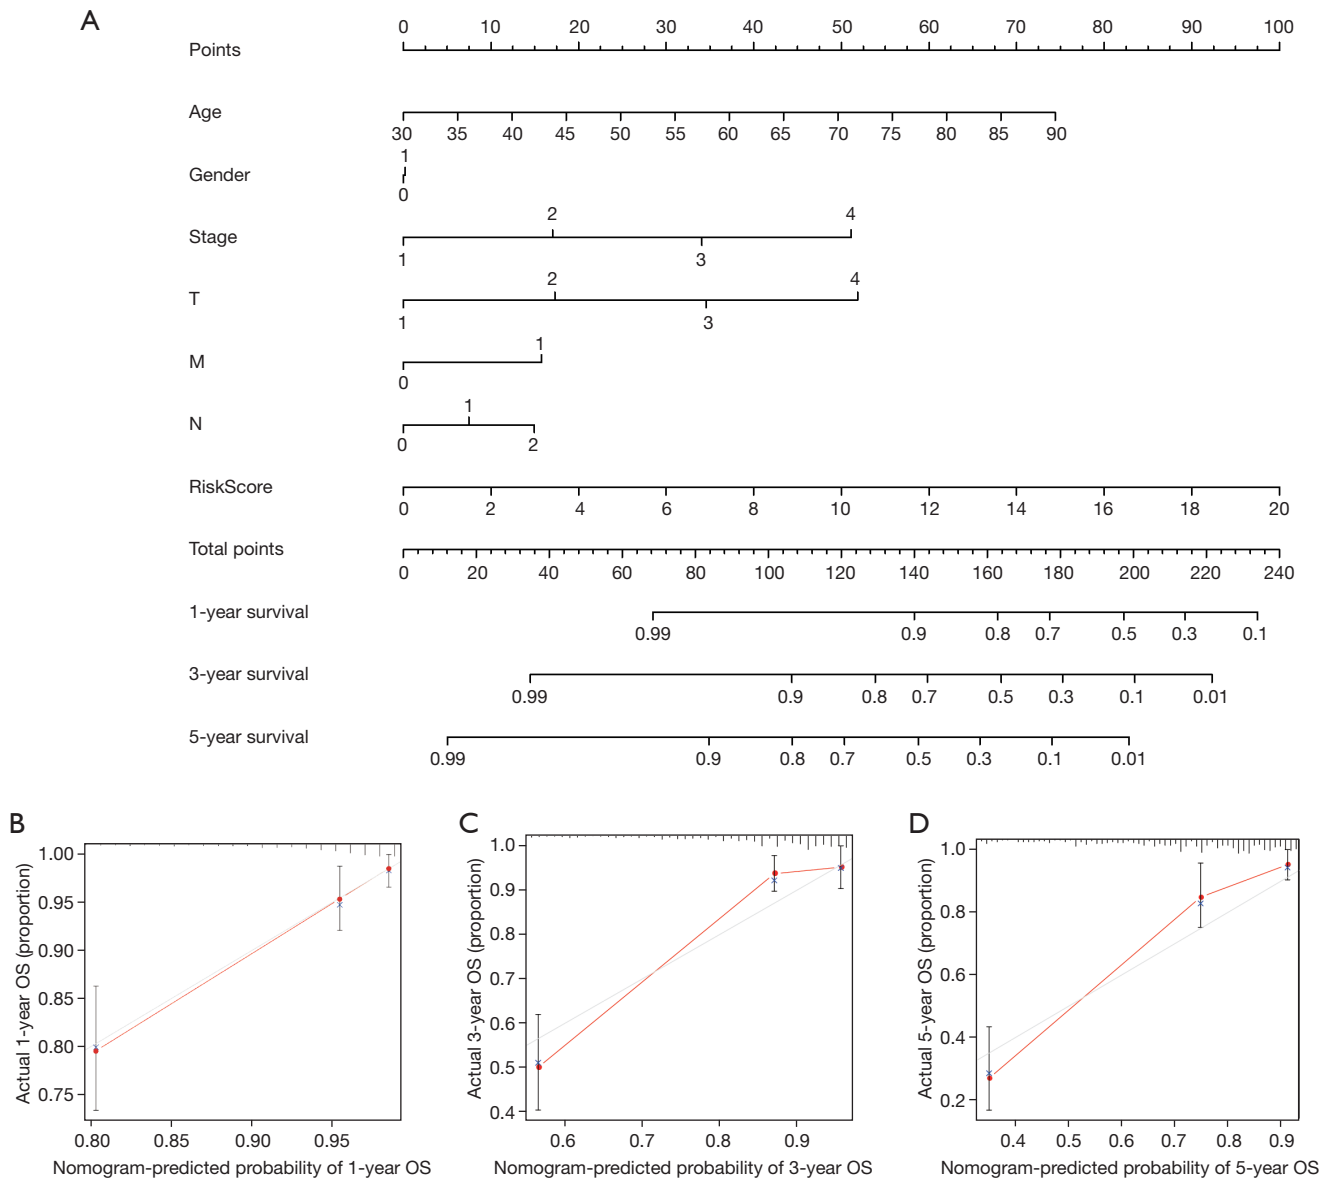 A
0 10 20 30 40 50 60 70 80 90 100
Points
Age
30 35 40 45 50 55 60 65 70 75 80 85 90
1
Gender
0
2 4
Stage
1 3
2 4
T
1 3
1
M
0
1
N
0 2
RiskScore
0 2 4 6 8 10 12 14 16 18 20
Total points
0 20 40 60 80 100 120 140 160 180 200 220 240
1-year survival
0.99 0.9 0.8 0.7 0.5 0.3 0.1
3-year survival
0.99 0.9 0.8 0.7 0.5 0.3 0.1 0.01
5-year survival
0.99 0.9 0.8 0.7 0.5 0.3 0.1 0.01
B
Actual 1-year OS (proportion)
1.00
0.95
0.90
0.85
0.80
0.75
0.80 0.85 0.90 0.95
Nomogram-predicted probability of 1-year OS
C
Actual 3-year OS (proportion)
1.0
0.9
0.8
0.7
0.6
0.5
0.4
0.6 0.7 0.8 0.9
Nomogram-predicted probability of 3-year OS
D
Actual 5-year OS (proportion)
1.0
0.8
0.6
0.4
0.2
0.4 0.5 0.6 0.7 0.8 0.9
Nomogram-predicted probability of 5-year OS